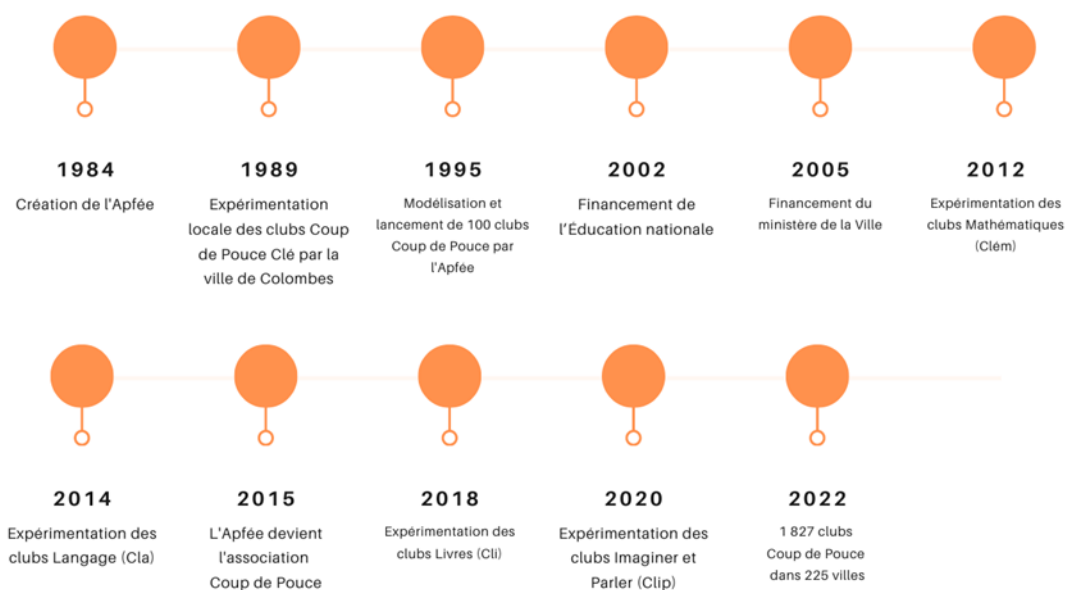 1984
Création de l'Apfée
1989
Expérimentation
locale des clubs Coup
de Pouce Clé par la
ville de Colombes
1995
Modélisation et
lancement de 100 clubs
Coup de Pouce par
l'Apfée
2002
Financement de
l’Éducation nationale
2005
Financement du
ministère de la Ville
2012
Expérimentation des
clubs Mathématiques
(Clém)
2014
Expérimentation des
clubs Langage (Cla)
2015
L'Apfée devient
l'association
Coup de Pouce
2018
Expérimentation des
clubs Livres (Cli)
2020
Expérimentation des
clubs Imaginer et
Parler (Clip)
2022
1 827 clubs
Coup de Pouce
dans 225 villes